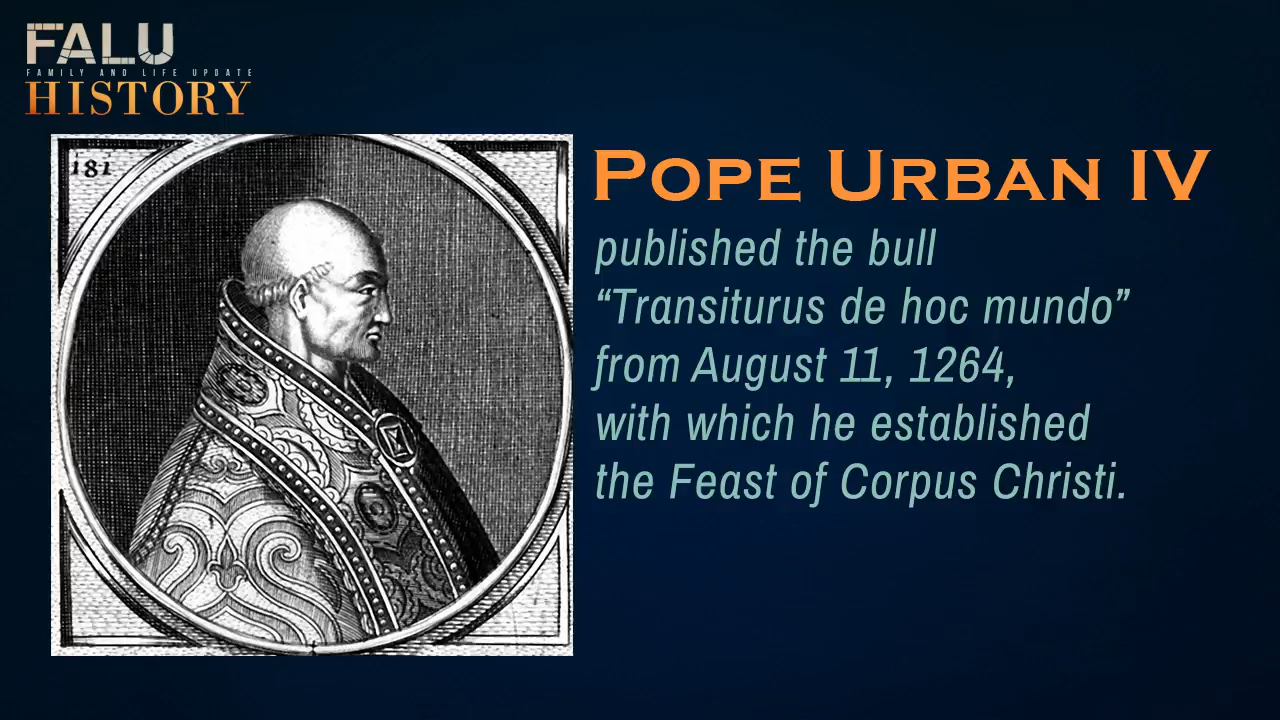 FALU
FAMILY AND LIFE UPDATE
HISTORY
181
POPE URBAN IV
published the bull
“Transiturus de hoc mundo”
from August 11, 1264,
with which he established
the Feast of Corpus Christi.